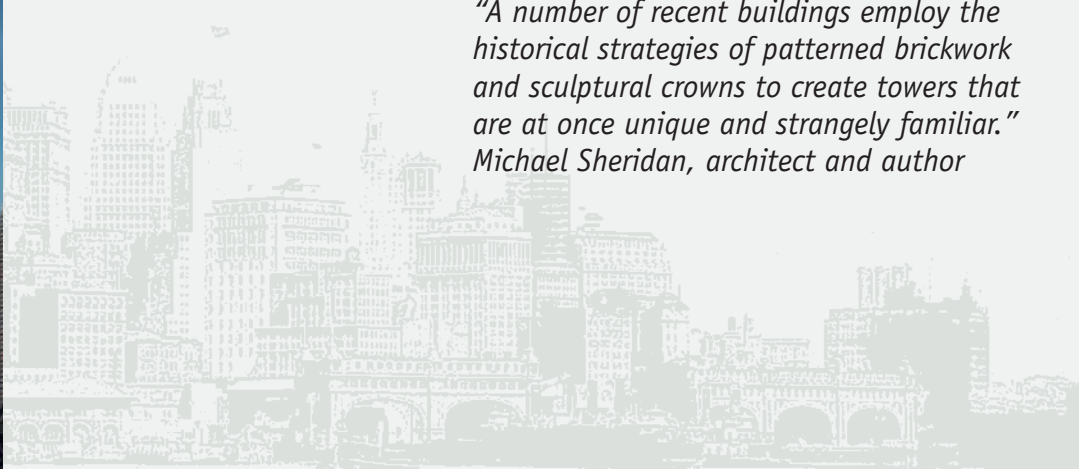 “A number of recent buildings employ the
historical strategies of patterned brickwork
and sculptural crowns to create towers that
are at once unique and strangely familiar.”
Michael Sheridan, architect and author